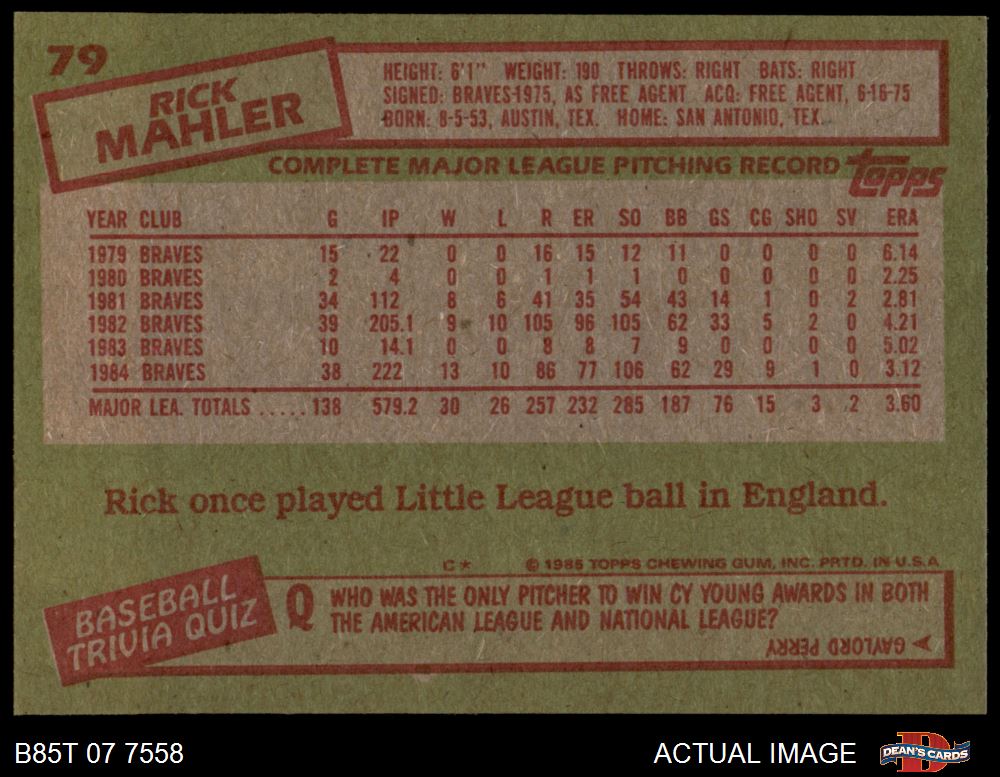 79
RICK
MAHLER
HEIGHT: 6'1" WEIGHT: 190 THROWS: RIGHT BATS: RIGHT
SIGNED: BRAVES-1975, AS FREE AGENT ACQ: FREE AGENT, 6-16-75
BORN: 8-5-53, AUSTIN, TEX. HOME: SAN ANTONIO, TEX.
COMPLETE MAJOR LEAGUE PITCHING RECORD topps
YEAR CLUB G IP W L R ER SO BB GS CG SHO SV ERA
1979 BRAVES 15 22 0 0 16 15 12 11 0 0 0 0 6.14
1980 BRAVES 2 4 0 0 1 1 1 0 0 0 0 0 2.25
1981 BRAVES 34 112 8 6 41 35 54 43 14 1 0 2 2.81
1982 BRAVES 39 205.1 9 10 105 96 105 62 33 5 2 0 4.21
1983 BRAVES 10 14.1 0 0 8 8 7 9 0 0 0 0 5.02
1984 BRAVES 38 222 13 10 86 77 106 62 29 9 1 0 3.12
MAJOR LEA. TOTALS ..... 138 579.2 30 26 257 232 285 187 76 15 3 2 3.60
Rick once played Little League ball in England.
C* © 1985 TOPPS CHEWING GUM, INC. PRTD. IN U.S.A
BASEBALL
TRIVIA QUIZ
Q WHO WAS THE ONLY PITCHER TO WIN CY YOUNG AWARDS IN BOTH
THE AMERICAN LEAGUE AND NATIONAL LEAGUE?
GAYLORD PERRY
B85T 07 7558 ACTUAL IMAGE DEAN'S CARDS